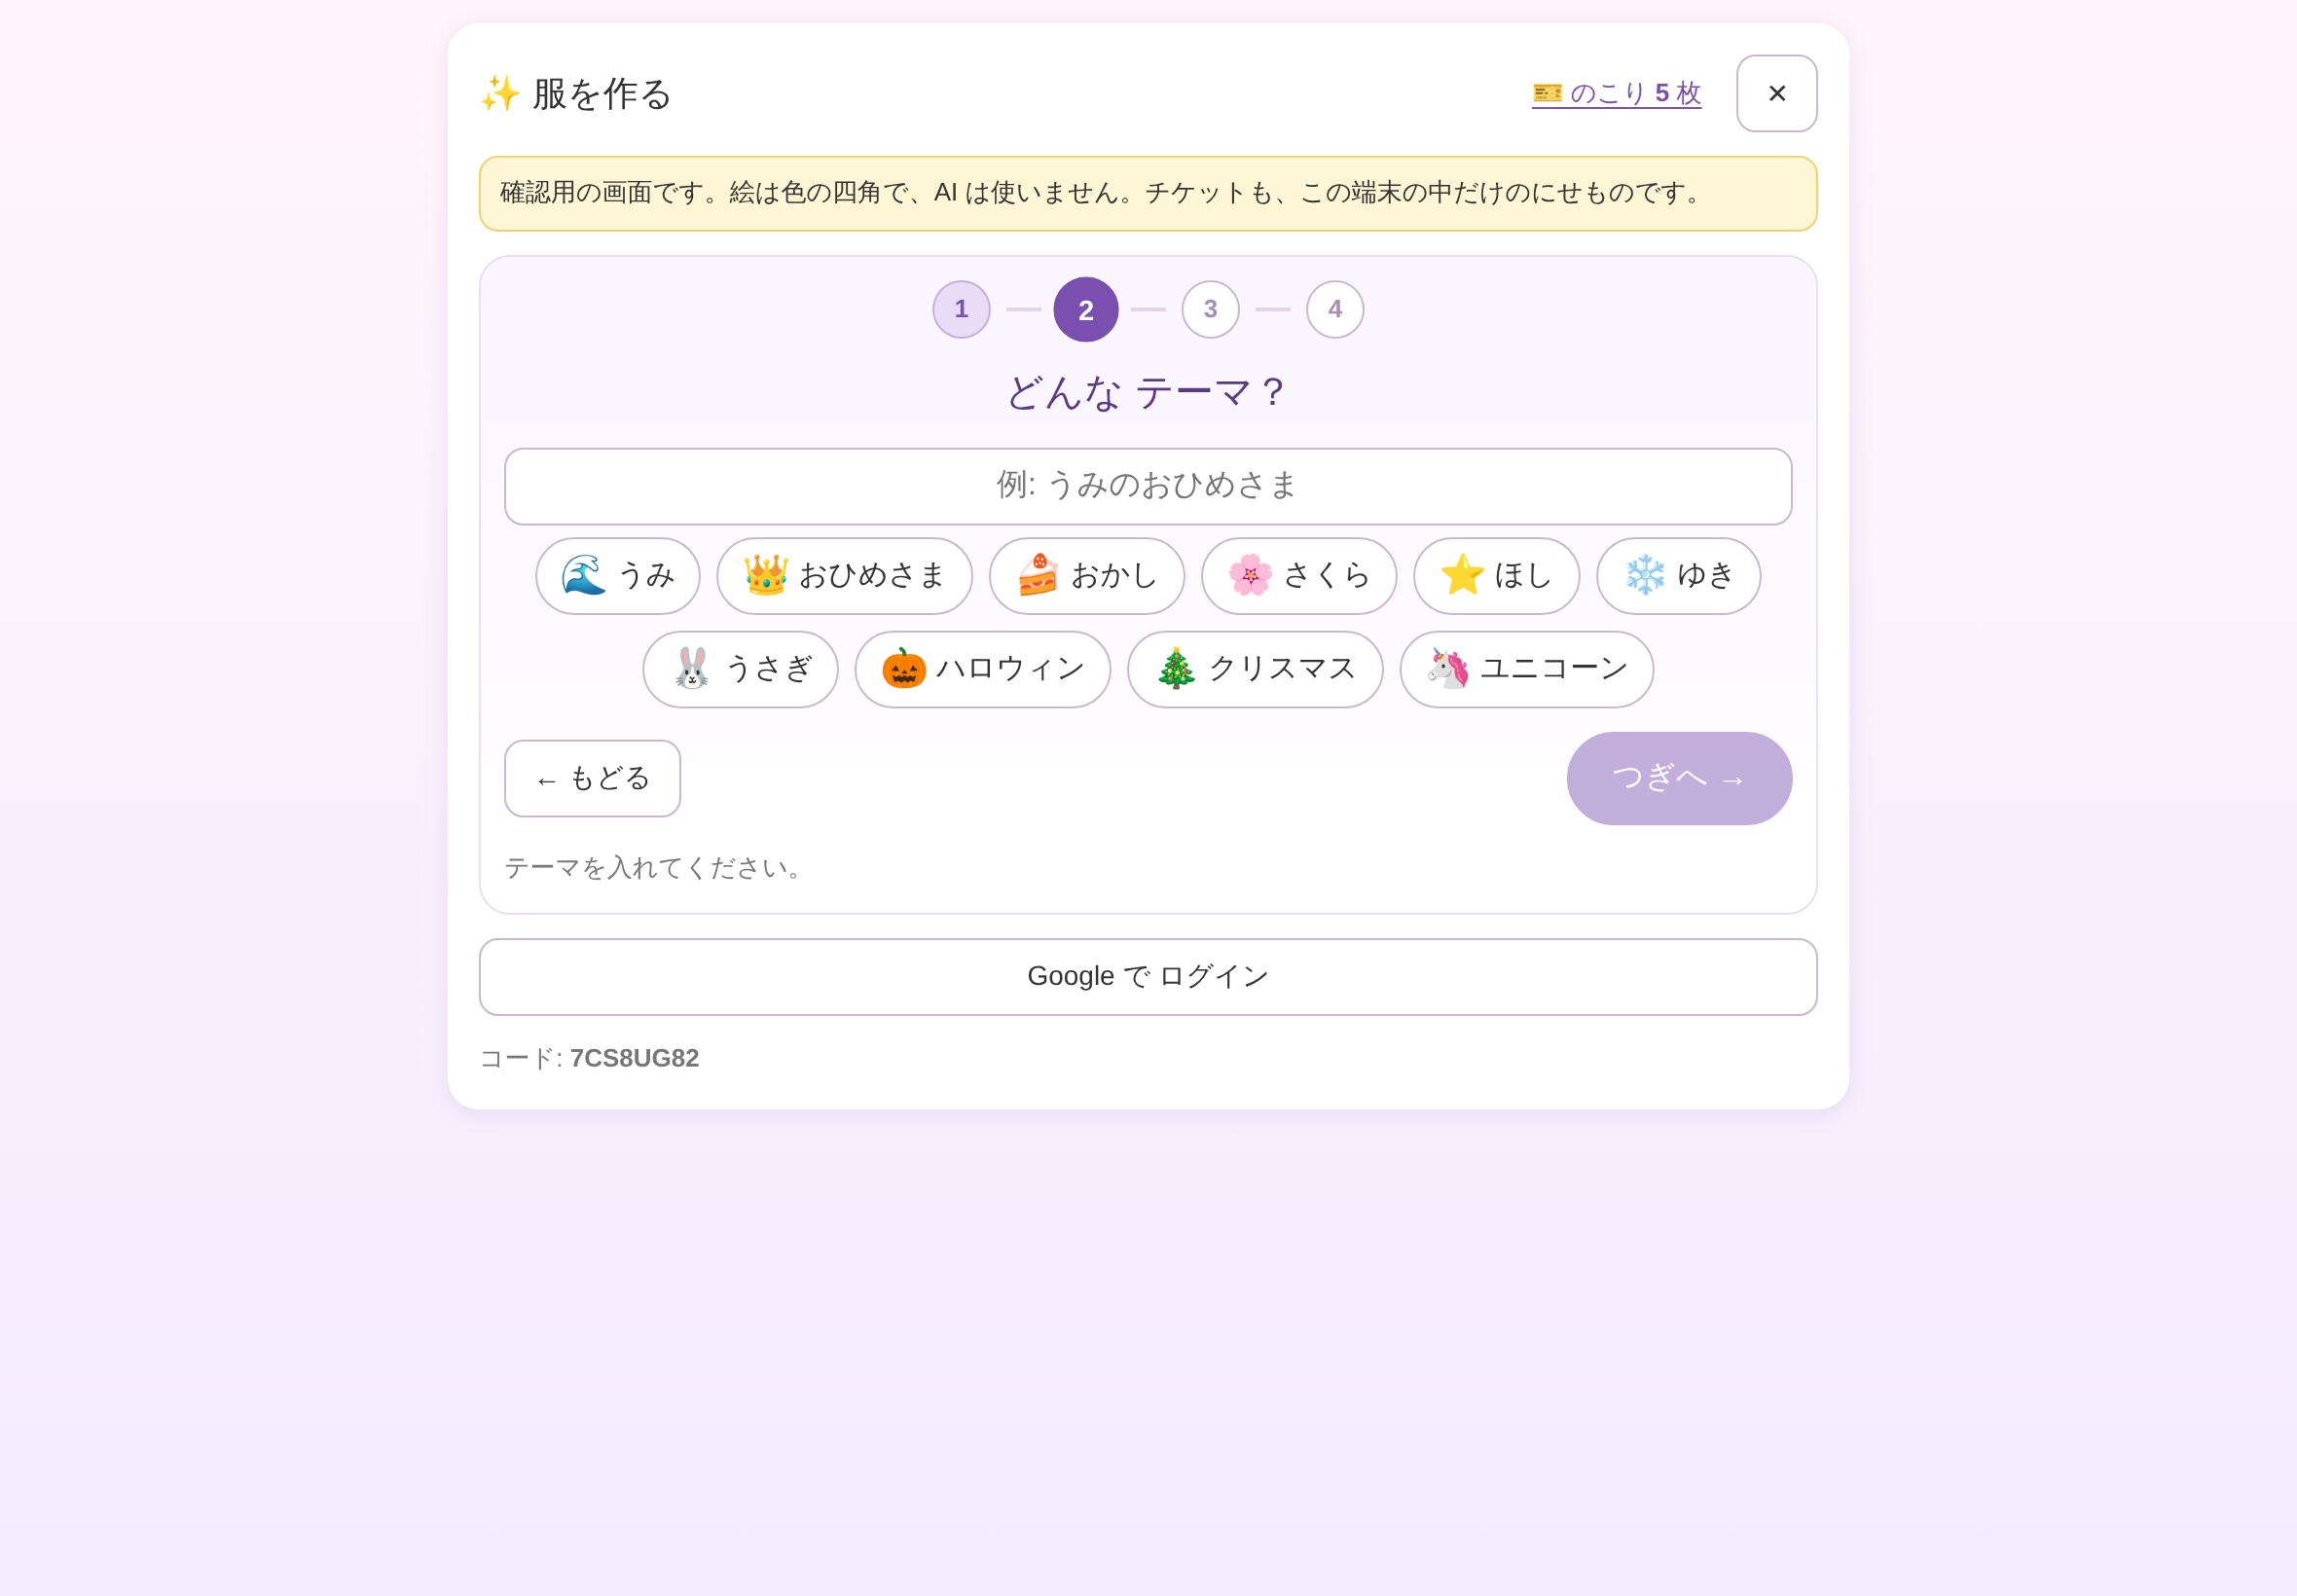 ✨ 服を作る
🎫 のこり 5 枚
✕
確認用の画面です。絵は色の四角で、AI は使いません。チケットも、この端末の中だけのにせものです。
1 2 3 4
どんな テーマ？
例: うみのおひめさま
🌊 うみ 👑 おひめさま 🍰 おかし 🌸 さくら ⭐ ほし ❄️ ゆき
🐰 うさぎ 🎃 ハロウィン 🎄 クリスマス 🦄 ユニコーン
← もどる
つぎへ →
テーマを入れてください。
Google で ログイン
コード: 7CS8UG82